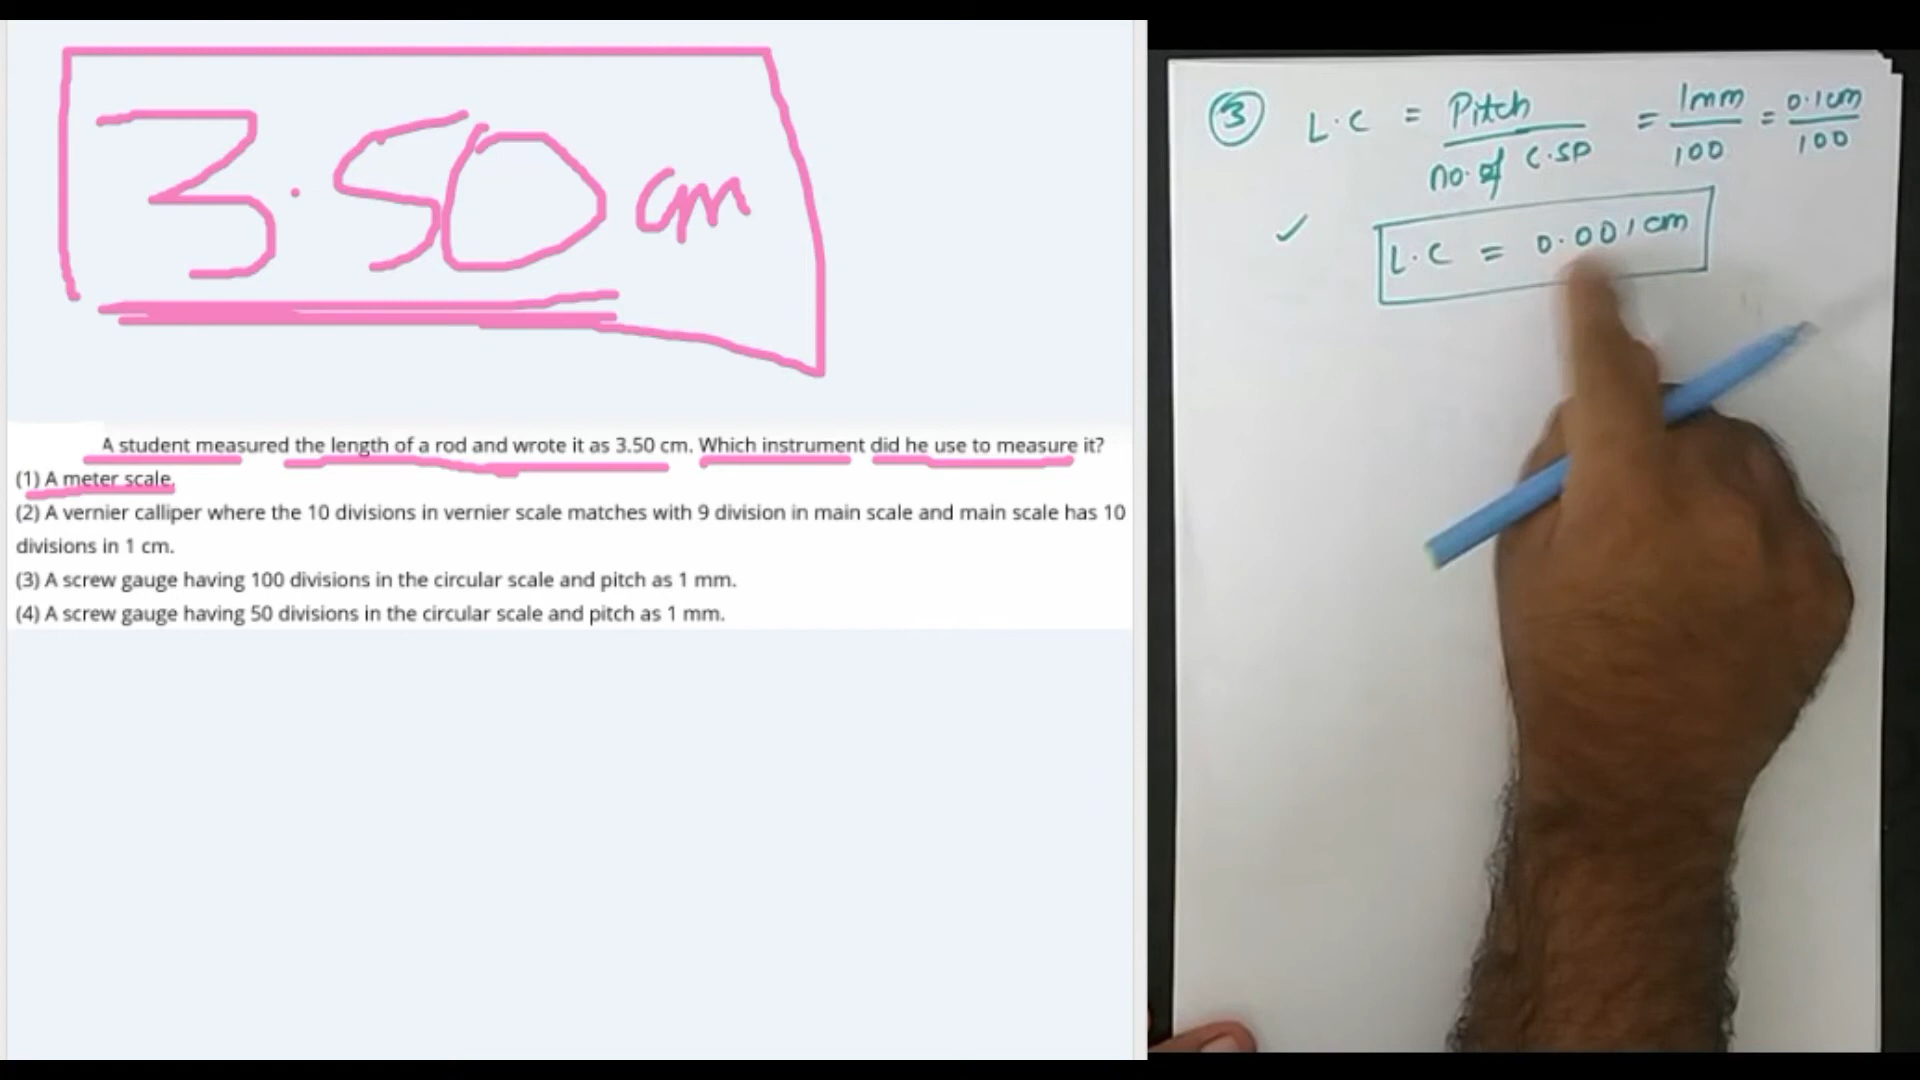 3.50 cm
A student measured the length of a rod and wrote it as 3.50 cm. Which instrument did he use to measure it?
(1) A meter scale.
(2) A vernier calliper where the 10 divisions in vernier scale matches with 9 division in main scale and main scale has 10
divisions in 1 cm.
(3) A screw gauge having 100 divisions in the circular scale and pitch as 1 mm.
(4) A screw gauge having 50 divisions in the circular scale and pitch as 1 mm.
3 L.C = Pitch / no. of C.SD = 1mm / 100 = 0.1cm / 100
✓ L.C = 0.001cm